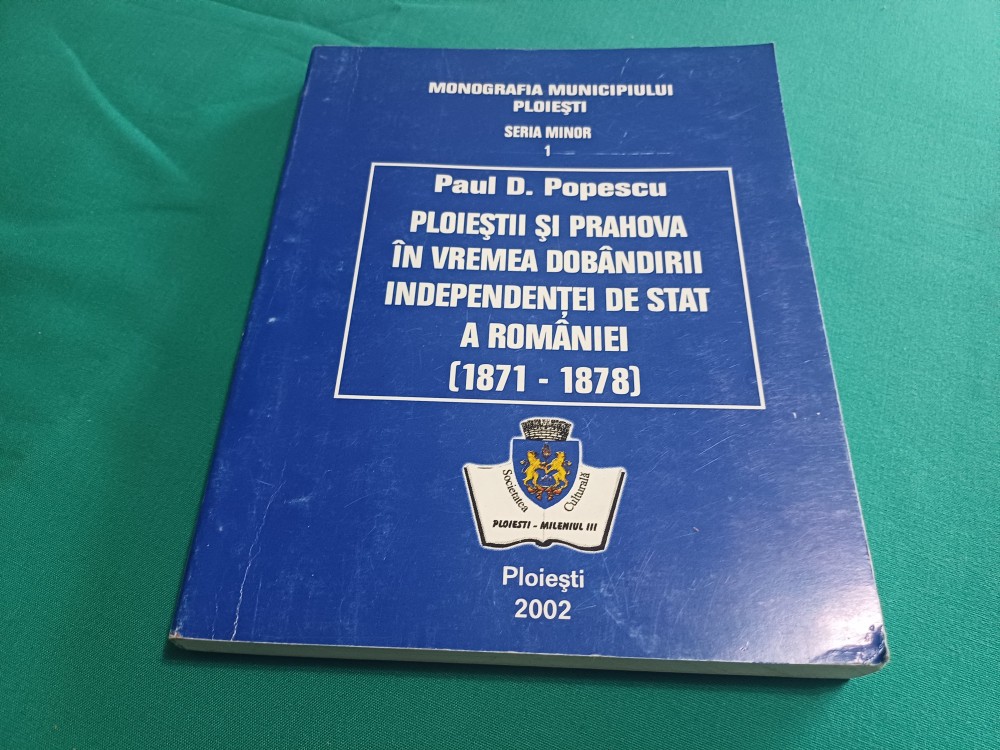 MONOGRAFIA MUNICIPIULUI
PLOIEŞTI
SERIA MINOR
1
Paul D. Popescu
PLOIEŞTII ŞI PRAHOVA
ÎN VREMEA DOBÂNDIRII
INDEPENDENŢEI DE STAT
A ROMÂNIEI
(1871 - 1878)
Societatea
Culturală
PLOIESTI - MILENIUL III
Ploieşti
2002